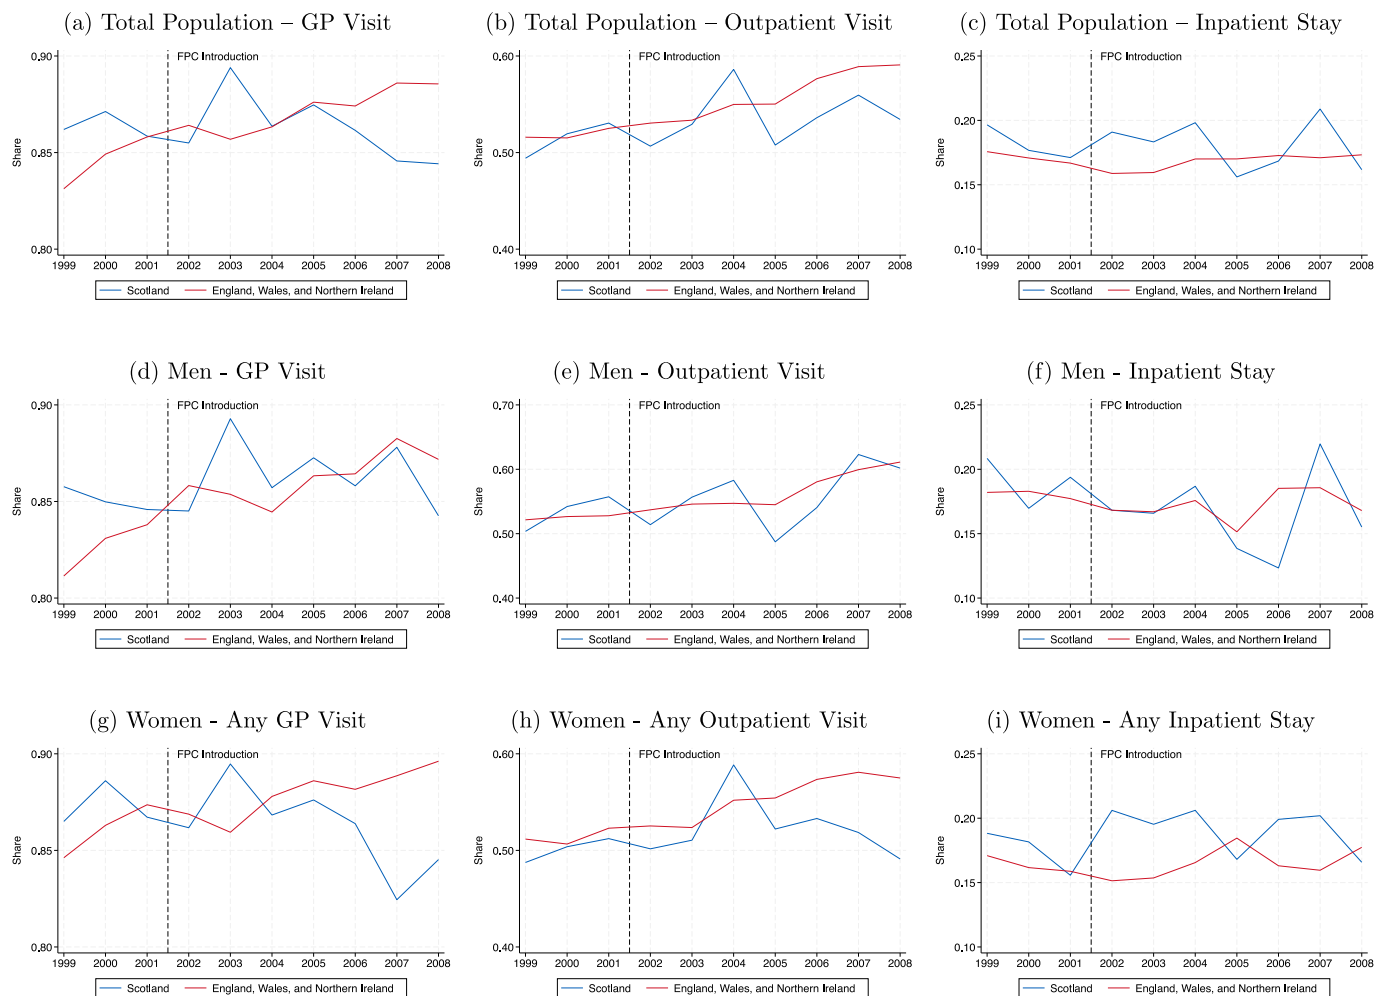 (a) Total Population – GP Visit
0.90
FPC Introduction
0.85
Share
0.80
1999 2000 2001 2002 2003 2004 2005 2006 2007 2008
Scotland England, Wales, and Northern Ireland
(b) Total Population – Outpatient Visit
0.60
FPC Introduction
0.50
Share
0.40
1999 2000 2001 2002 2003 2004 2005 2006 2007 2008
Scotland England, Wales, and Northern Ireland
(c) Total Population – Inpatient Stay
0.25
FPC Introduction
0.20
Share
0.15
0.10
1999 2000 2001 2002 2003 2004 2005 2006 2007 2008
Scotland England, Wales, and Northern Ireland
(d) Men - GP Visit
0.90
FPC Introduction
0.85
Share
0.80
1999 2000 2001 2002 2003 2004 2005 2006 2007 2008
Scotland England, Wales, and Northern Ireland
(e) Men - Outpatient Visit
0.70
FPC Introduction
0.60
Share
0.50
0.40
1999 2000 2001 2002 2003 2004 2005 2006 2007 2008
Scotland England, Wales, and Northern Ireland
(f) Men - Inpatient Stay
0.25
FPC Introduction
0.20
Share
0.15
0.10
1999 2000 2001 2002 2003 2004 2005 2006 2007 2008
Scotland England, Wales, and Northern Ireland
(g) Women - Any GP Visit
0.90
FPC Introduction
0.85
Share
0.80
1999 2000 2001 2002 2003 2004 2005 2006 2007 2008
Scotland England, Wales, and Northern Ireland
(h) Women - Any Outpatient Visit
0.60
FPC Introduction
0.50
Share
0.40
1999 2000 2001 2002 2003 2004 2005 2006 2007 2008
Scotland England, Wales, and Northern Ireland
(i) Women - Any Inpatient Stay
0.25
FPC Introduction
0.20
Share
0.15
0.10
1999 2000 2001 2002 2003 2004 2005 2006 2007 2008
Scotland England, Wales, and Northern Ireland